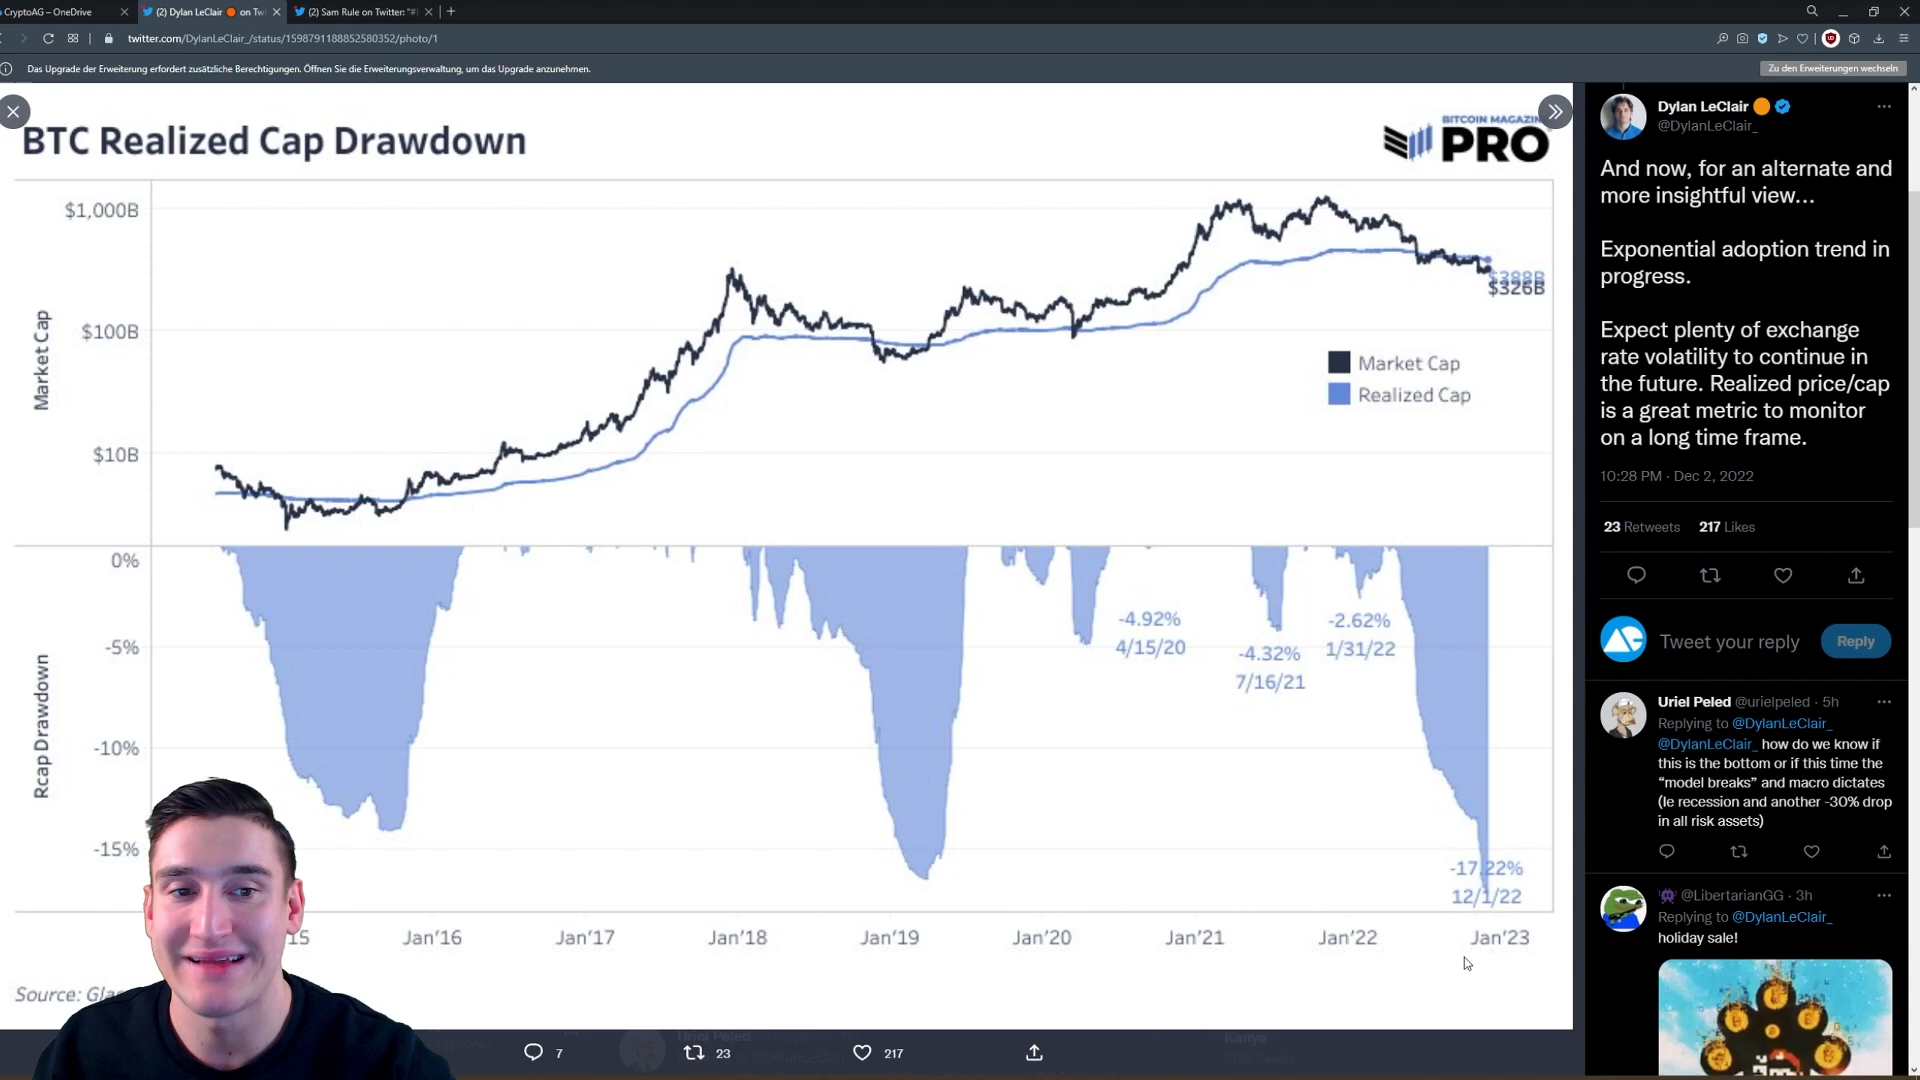 CryptoAG – OneDrive
(2) Dylan LeClair on Tw
(2) Sam Rule on Twitter: "#
twitter.com/DylanLeClair_/status/1598791188852580352/photo/1
Das Upgrade der Erweiterung erfordert zusätzliche Berechtigungen. Öffnen Sie die Erweiterungsverwaltung, um das Upgrade anzunehmen.
Zu den Erweiterungen wechseln
BTC Realized Cap Drawdown
BITCOIN MAGAZINE
PRO
Market Cap
$1,000B
$100B
$10B
$388B
$326B
Market Cap
Realized Cap
Rcap Drawdown
0%
-5%
-10%
-15%
-4.92%
4/15/20
-4.32%
7/16/21
-2.62%
1/31/22
-17.22%
12/1/22
15
Jan'16
Jan'17
Jan'18
Jan'19
Jan'20
Jan'21
Jan'22
Jan'23
Source: Gla
7
23
217
Dylan LeClair
@DylanLeClair_
And now, for an alternate and
more insightful view...
Exponential adoption trend in
progress.
Expect plenty of exchange
rate volatility to continue in
the future. Realized price/cap
is a great metric to monitor
on a long time frame.
10:28 PM · Dec 2, 2022
23 Retweets 217 Likes
Tweet your reply
Reply
Uriel Peled @urielpeled · 5h
Replying to @DylanLeClair_
@DylanLeClair_ how do we know if
this is the bottom or if this time the
“model breaks” and macro dictates
(Ie recession and another -30% drop
in all risk assets)
@LibertarianGG · 3h
Replying to @DylanLeClair_
holiday sale!